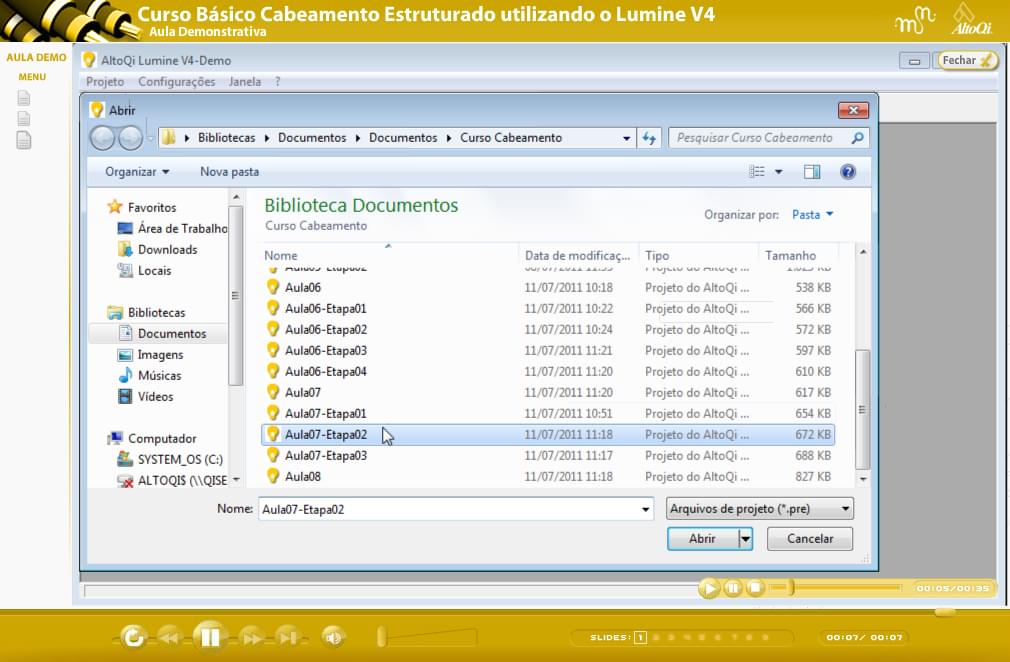 Curso Básico Cabeamento Estruturado utilizando o Lumine V4
Aula Demonstrativa
AltoQi
AULA DEMO
MENU
AltoQi Lumine V4-Demo
Fechar
Projeto Configurações Janela ?
Abrir
Bibliotecas Documentos Documentos Curso Cabeamento
Pesquisar Curso Cabeamento
Organizar Nova pasta
Favoritos
Área de Trabalho
Downloads
Locais
Bibliotecas
Documentos
Imagens
Músicas
Vídeos
Computador
SYSTEM_OS (C:)
ALTOQI$ (\\QISE
Biblioteca Documentos
Curso Cabeamento
Organizar por: Pasta
Nome Data de modificaç... Tipo Tamanho
Aula06 11/07/2011 10:18 Projeto do AltoQi ... 538 KB
Aula06-Etapa01 11/07/2011 10:22 Projeto do AltoQi ... 566 KB
Aula06-Etapa02 11/07/2011 10:24 Projeto do AltoQi ... 572 KB
Aula06-Etapa03 11/07/2011 11:21 Projeto do AltoQi ... 597 KB
Aula06-Etapa04 11/07/2011 11:20 Projeto do AltoQi ... 610 KB
Aula07 11/07/2011 11:20 Projeto do AltoQi ... 617 KB
Aula07-Etapa01 11/07/2011 10:51 Projeto do AltoQi ... 654 KB
Aula07-Etapa02 11/07/2011 11:18 Projeto do AltoQi ... 672 KB
Aula07-Etapa03 11/07/2011 11:17 Projeto do AltoQi ... 688 KB
Aula08 11/07/2011 11:18 Projeto do AltoQi ... 827 KB
Nome: Aula07-Etapa02
Arquivos de projeto (*.pre)
Abrir Cancelar
00:05/00:35
SLIDES: 1 2 3 4 5 6 7 8 9
00:07/ 00:07